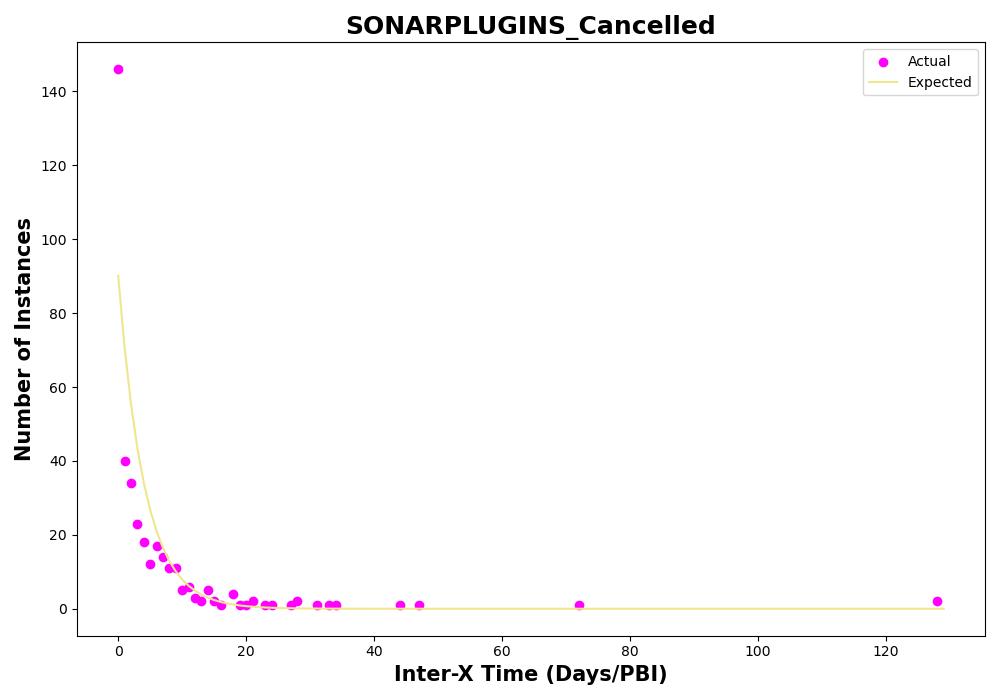 SONARPLUGINS_Cancelled
Actual
Expected
Number of Instances
140
120
100
80
60
40
20
0
0 20 40 60 80 100 120
Inter-X Time (Days/PBI)